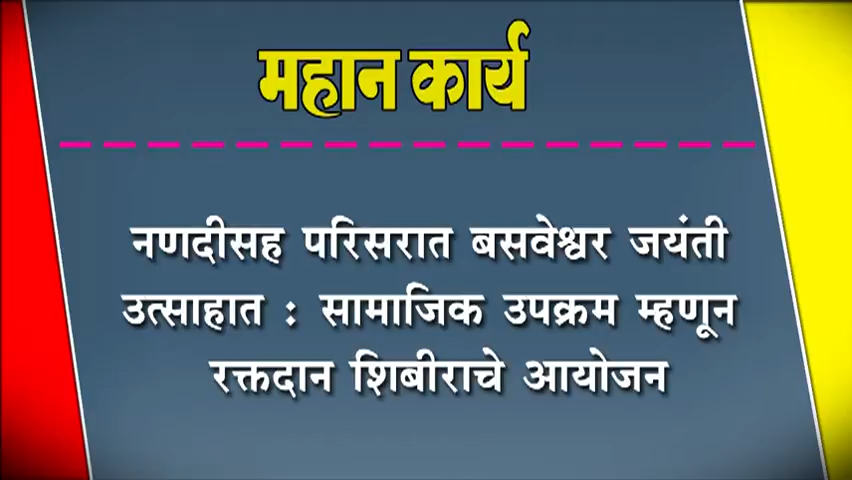 महान कार्य
नणदीसह परिसरात बसवेश्वर जयंती
उत्साहात : सामाजिक उपक्रम म्हणून
रक्तदान शिबीराचे आयोजन